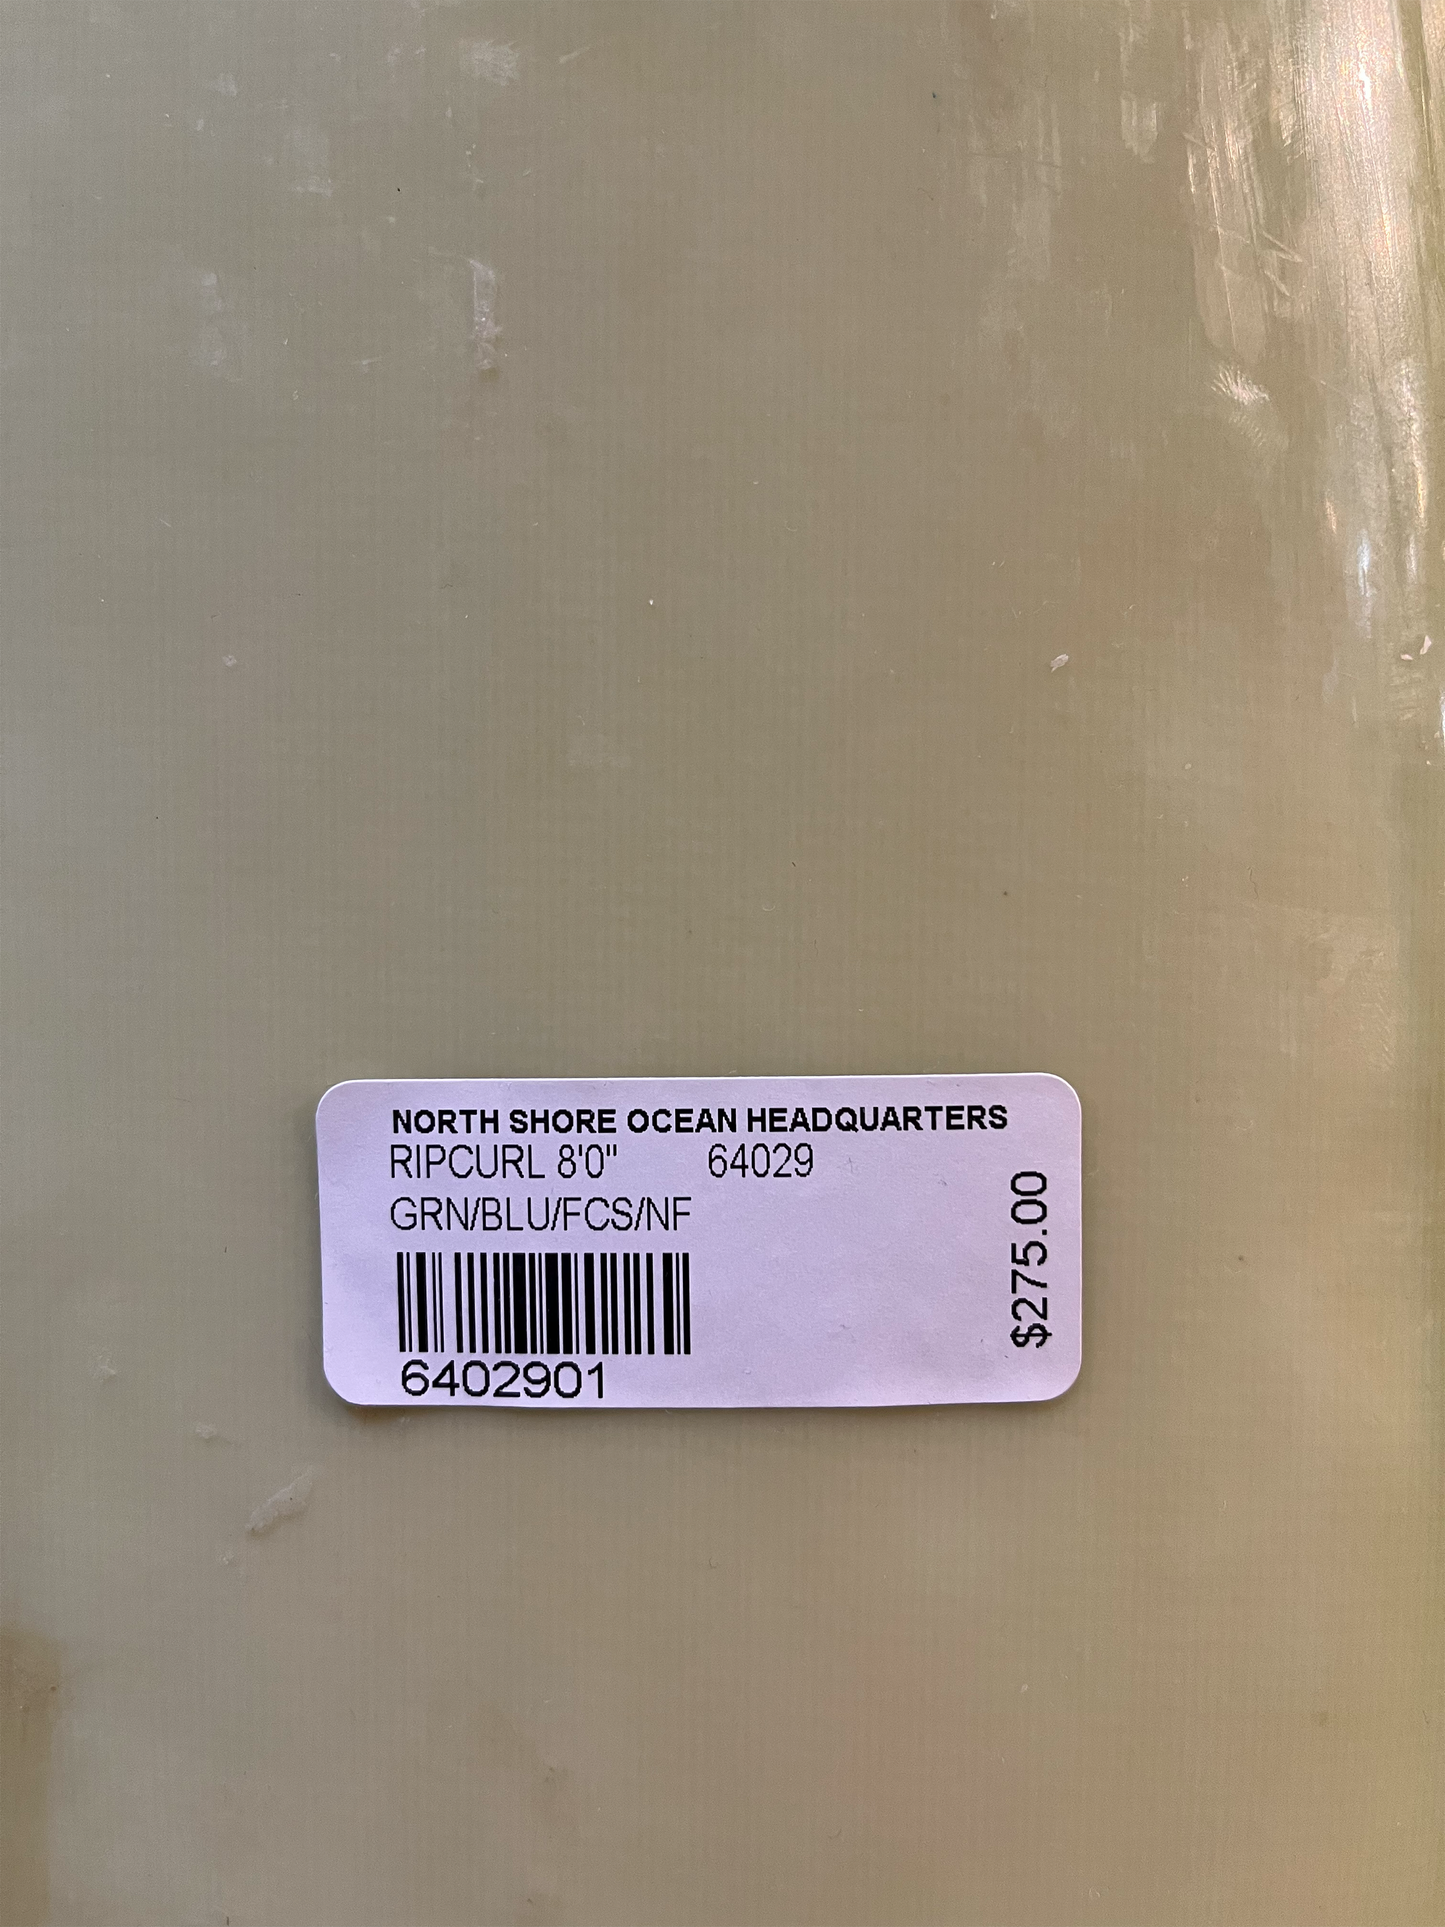 NORTH SHORE OCEAN HEADQUARTERS
RIPCURL 8'0" 64029
GRN/BLU/FCS/NF
6402901
$275.00